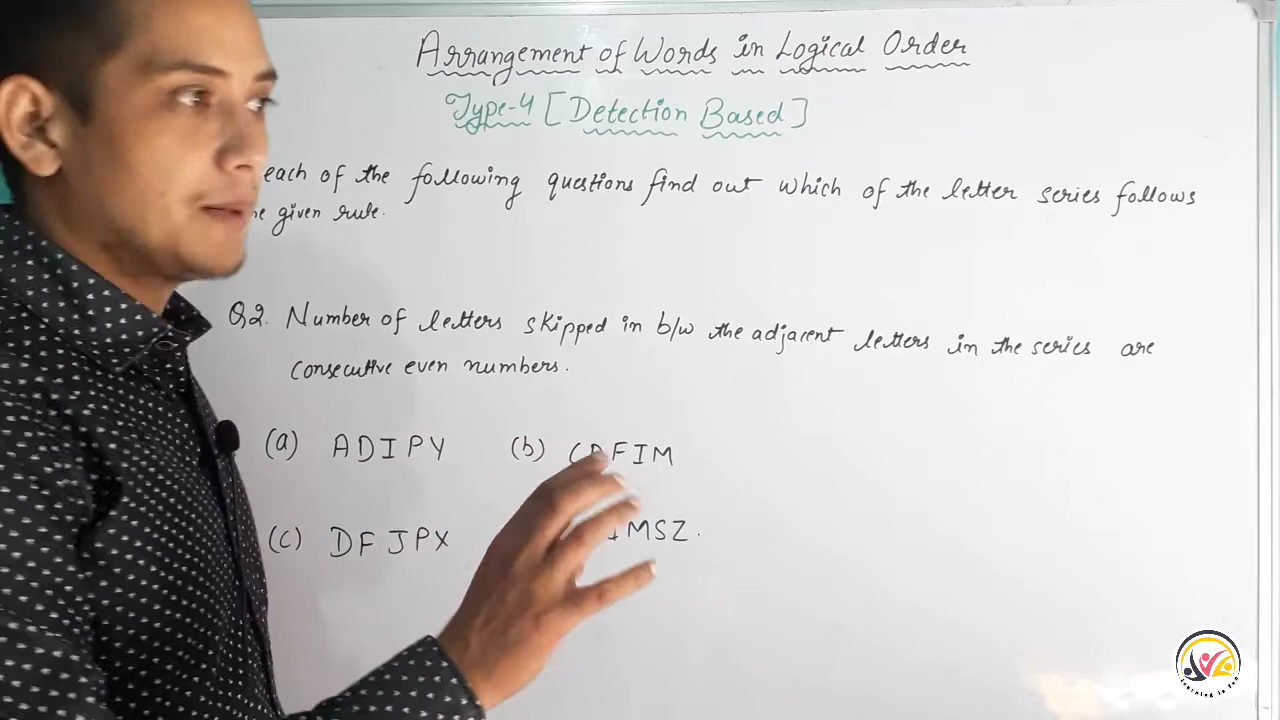 Arrangement of Words in Logical Order
Type-4 [Detection Based]
each of the following questions find out which of the letter series follows
given rule.
Q2. Number of letters skipped in b/w the adjacent letters in the series are
consecutive even numbers.
(a) ADIPY (b) CDFIM
(c) DFJPX IMSZ.